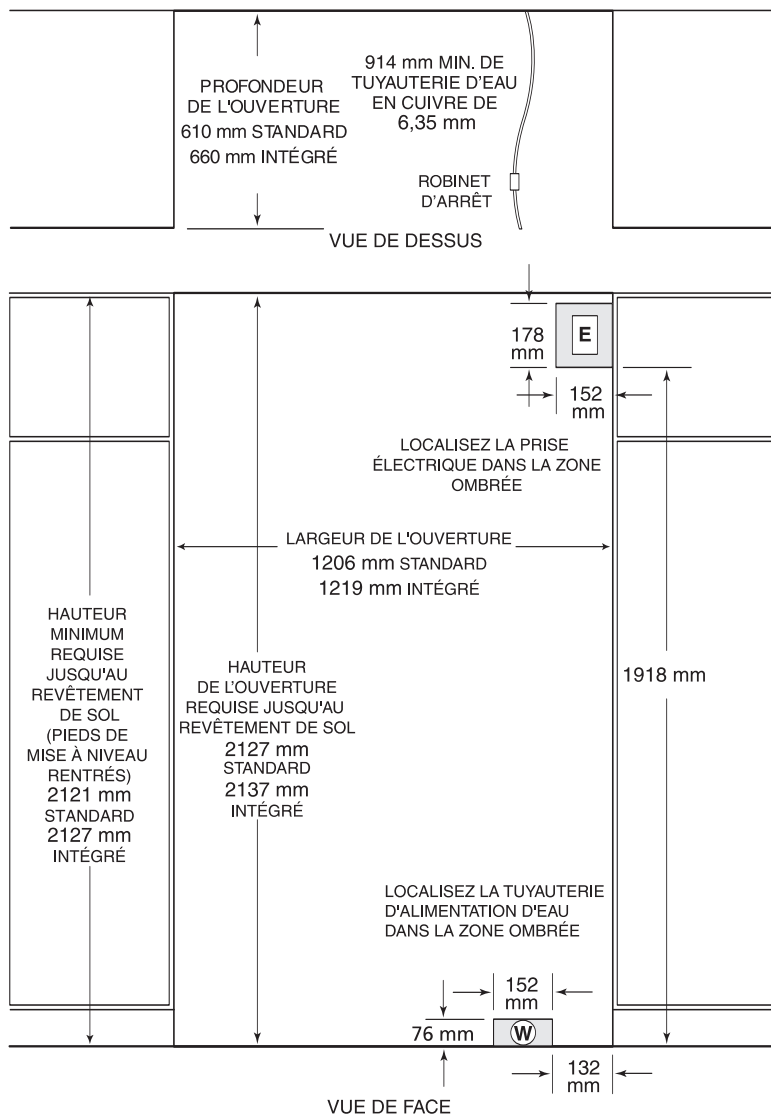 PROFONDEUR
DE L'OUVERTURE
610 mm STANDARD
660 mm INTÉGRÉ
914 mm MIN. DE
TUYAUTERIE D'EAU
EN CUIVRE DE
6,35 mm
ROBINET
D'ARRÊT
VUE DE DESSUS
E
178
mm
152
mm
LOCALISEZ LA PRISE
ÉLECTRIQUE DANS LA ZONE
OMBRÉE
LARGEUR DE L'OUVERTURE
1206 mm STANDARD
1219 mm INTÉGRÉ
HAUTEUR
MINIMUM
REQUISE
JUSQU'AU
REVÊTEMENT
DE SOL
(PIEDS DE
MISE À NIVEAU
RENTRÉS)
2121 mm
STANDARD
2127 mm
INTÉGRÉ
HAUTEUR
DE L'OUVERTURE
REQUISE JUSQU'AU
REVÊTEMENT DE SOL
2127 mm
STANDARD
2137 mm
INTÉGRÉ
1918 mm
LOCALISEZ LA TUYAUTERIE
D'ALIMENTATION D'EAU
DANS LA ZONE OMBRÉE
152
mm
76 mm
W
132
mm
VUE DE FACE